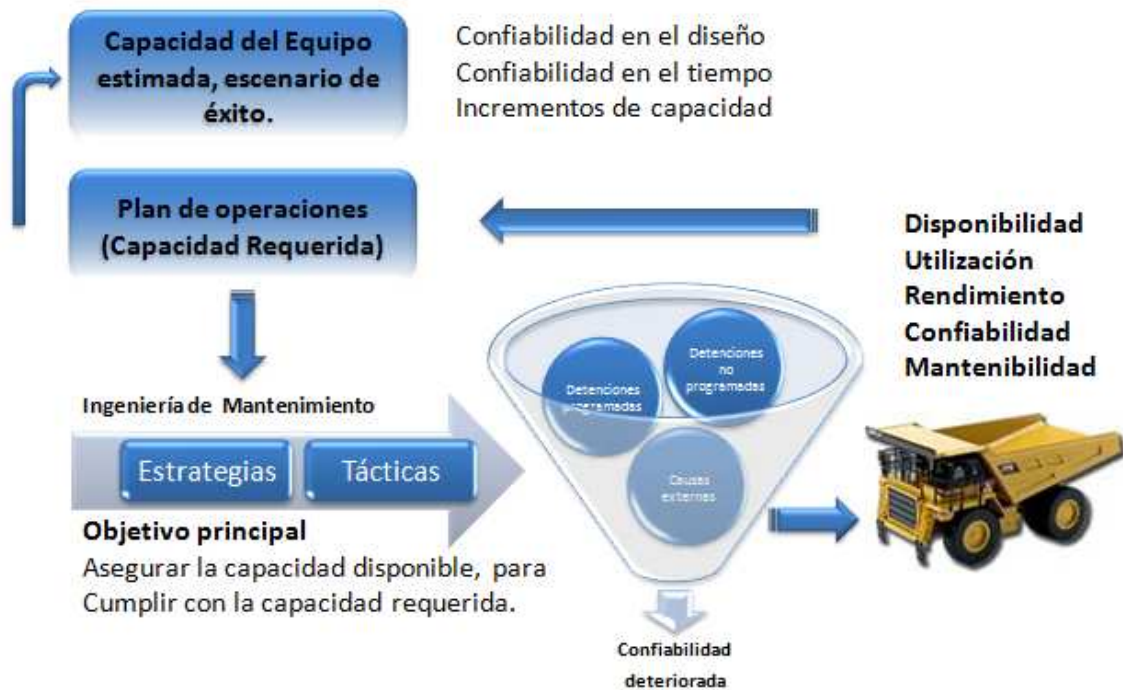 Capacidad del Equipo
estimada, escenario de
éxito.
Confiabilidad en el diseño
Confiabilidad en el tiempo
Incrementos de capacidad
Plan de operaciones
(Capacidad Requerida)
Disponibilidad
Utilización
Rendimiento
Confiabilidad
Mantenibilidad
Detenciones
programadas
Detenciones
no
programadas
Causas
externas
Ingeniería de Mantenimiento
Estrategias
Tácticas
Objetivo principal
Asegurar la capacidad disponible, para
Cumplir con la capacidad requerida.
Confiabilidad
deteriorada